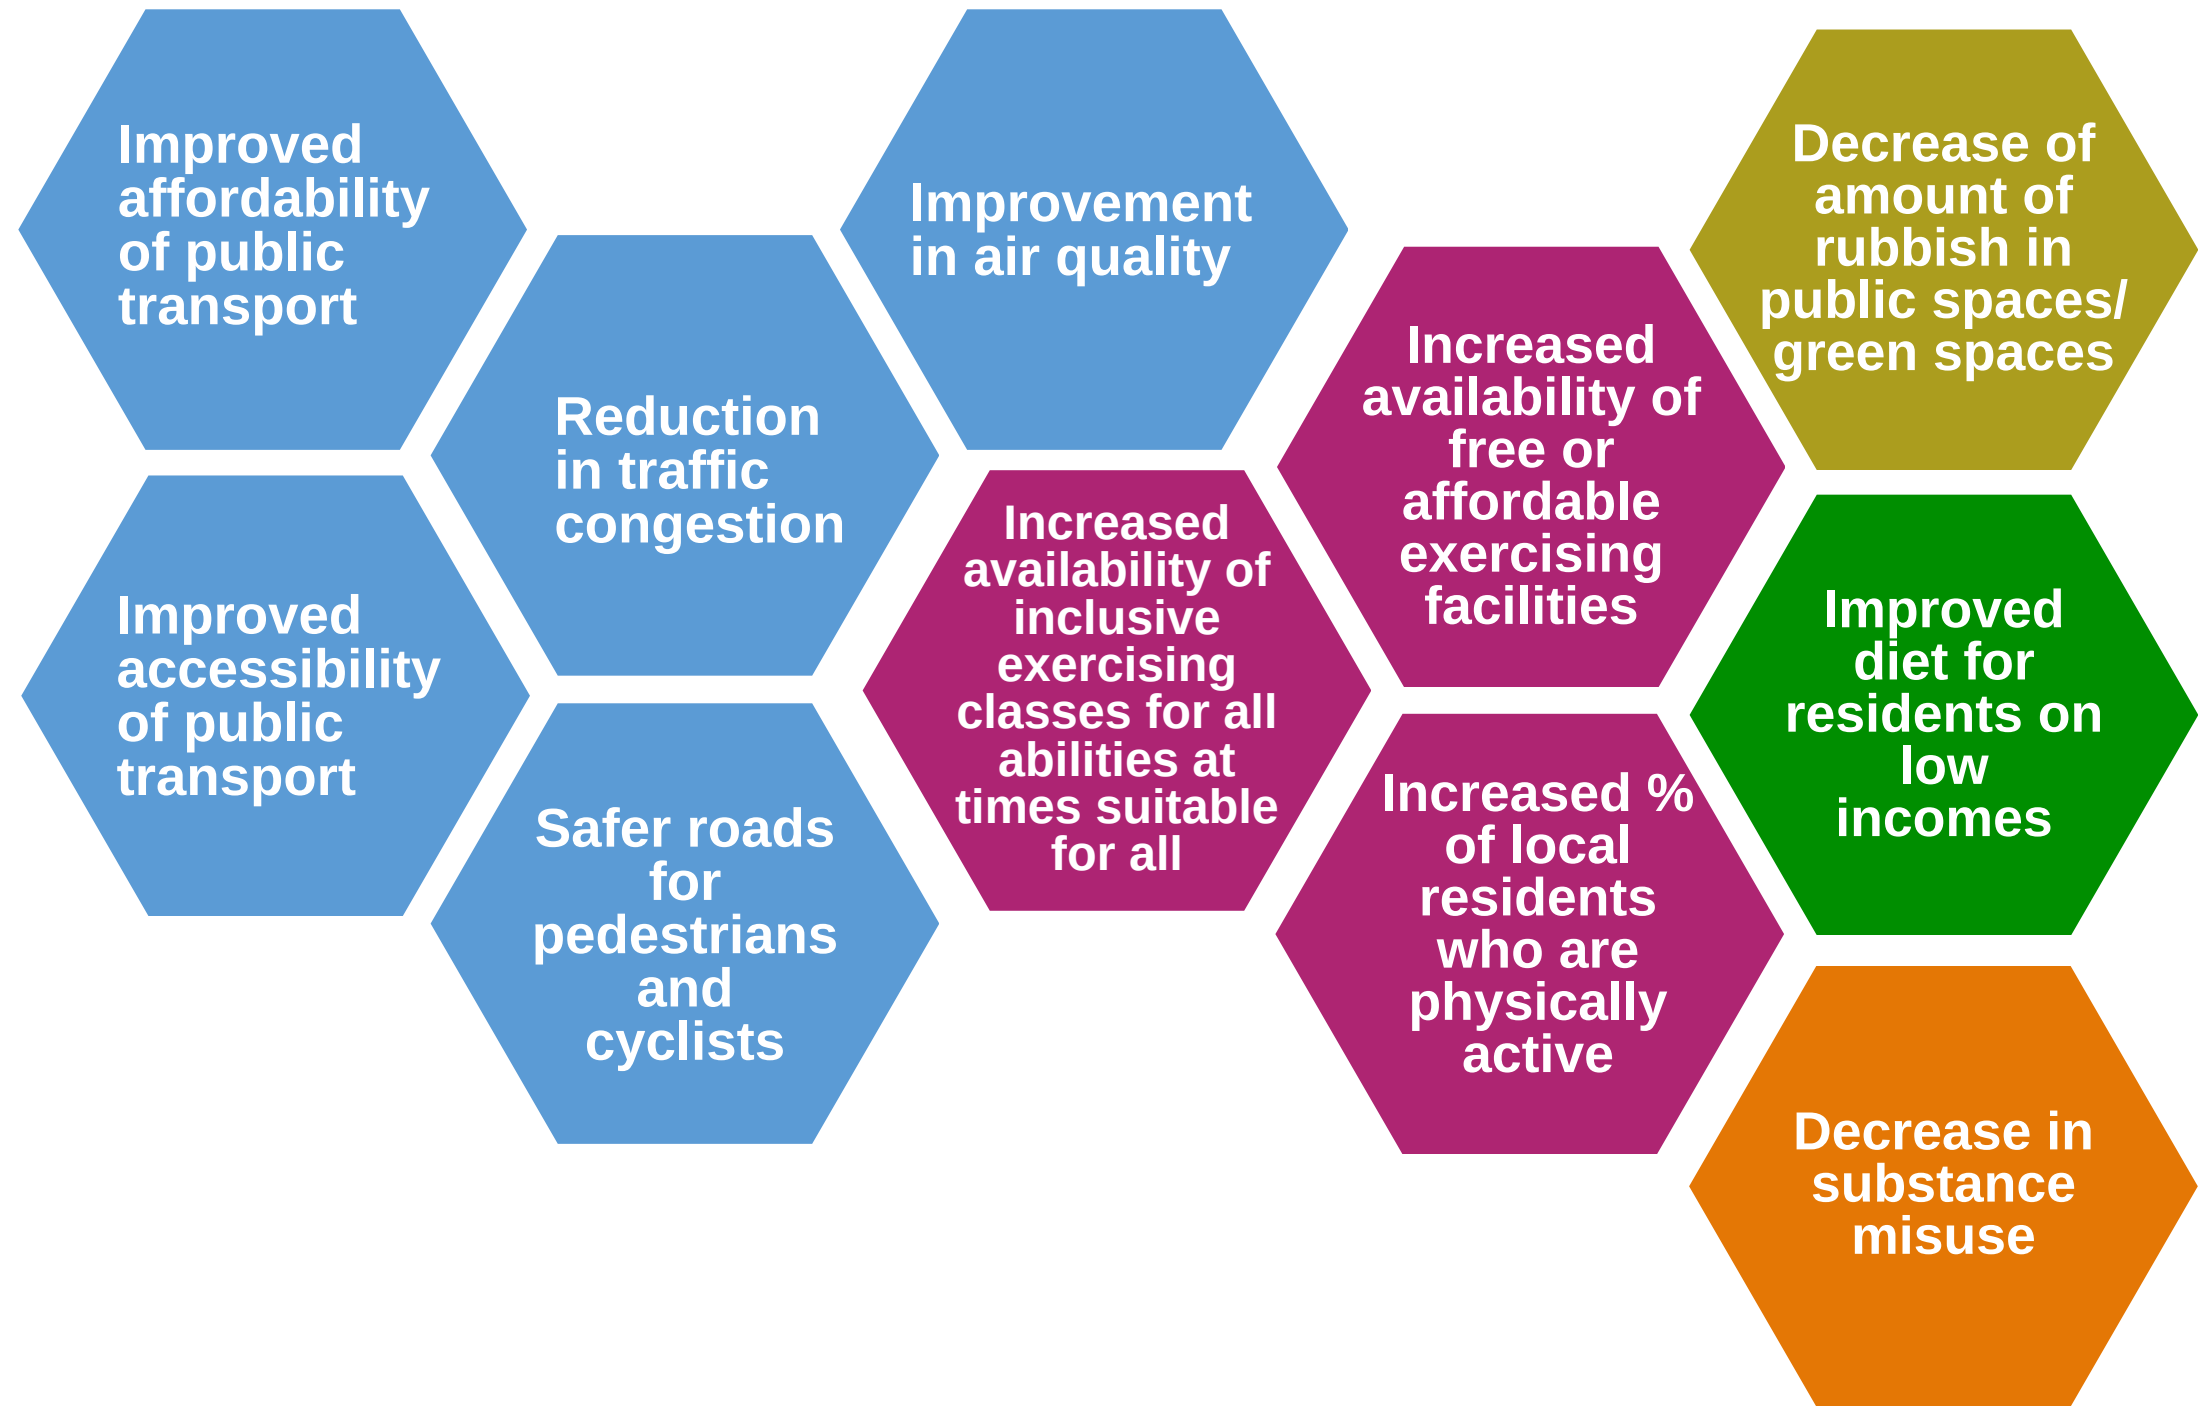 Improved
affordability
of public
transport
Improved
accessibility
of public
transport
Reduction
in traffic
congestion
Safer roads
for
pedestrians
and
cyclists
Improvement
in air quality
Increased
availability of
inclusive
exercising
classes for all
abilities at
times suitable
for all
Increased
availability of
free or
affordable
exercising
facilities
Increased %
of local
residents
who are
physically
active
Decrease of
amount of
rubbish in
public spaces/
green spaces
Improved
diet for
residents on
low
incomes
Decrease in
substance
misuse